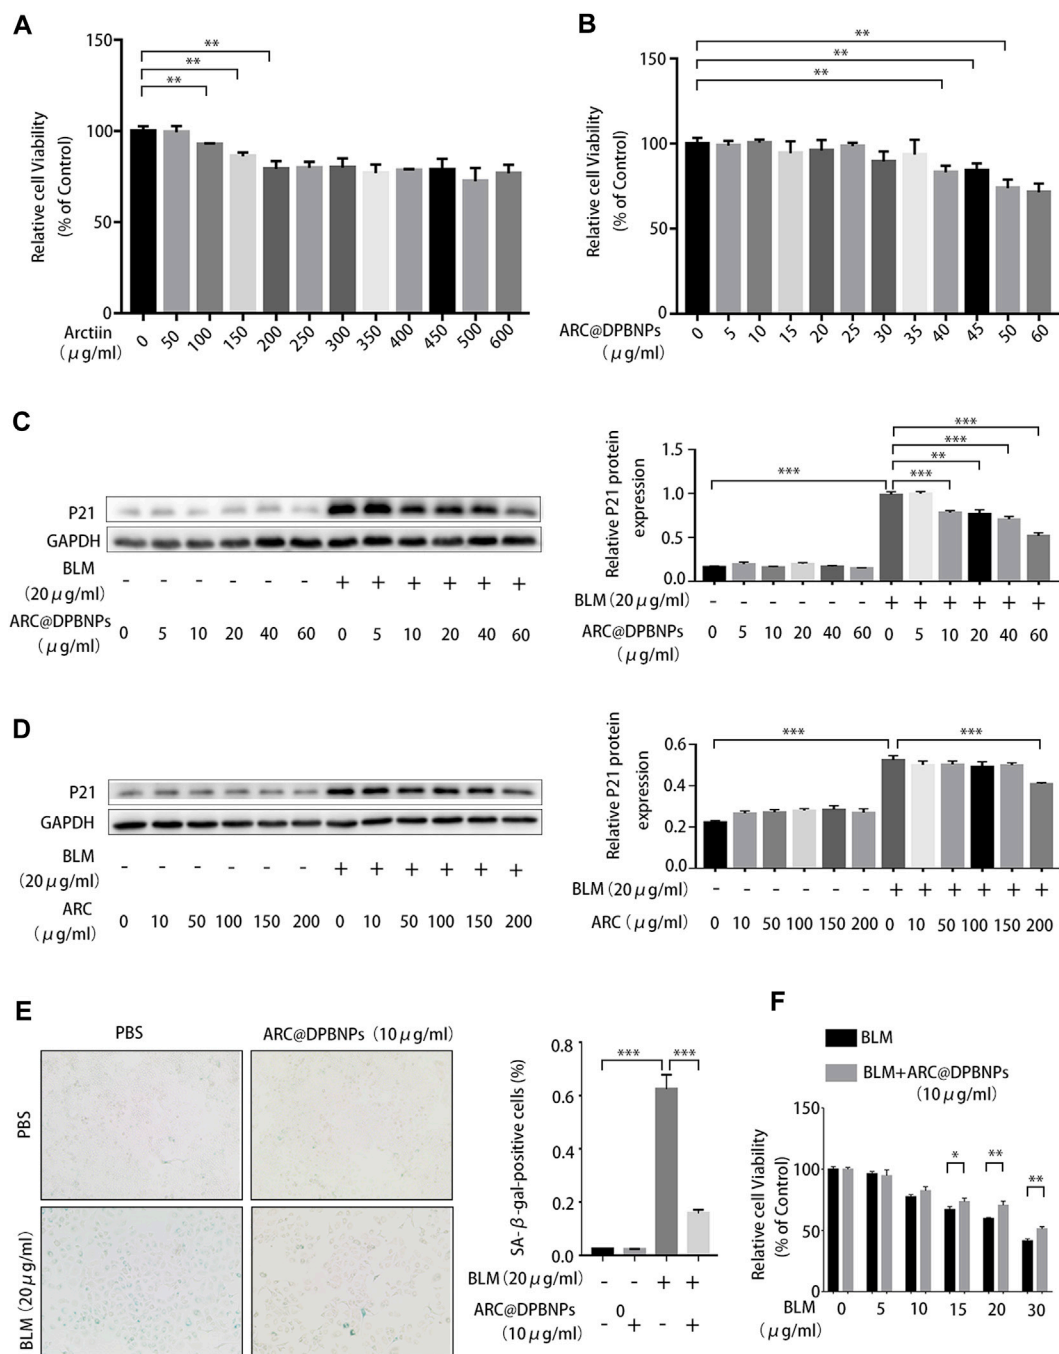 A
150
100
50
0
Relative cell Viability
(% of Control)
**
**
**
Arctiin
(μg/ml)
0 50 100 150 200 250 300 350 400 450 500 600
B
150
100
50
0
Relative cell Viability
(% of Control)
**
**
**
ARC@DPBNPs
(μg/ml)
0 5 10 15 20 25 30 35 40 45 50 60
C
P21
GAPDH
BLM
(20μg/ml)
- - - - - - + + + + + +
ARC@DPBNPs
(μg/ml)
0 5 10 20 40 60 0 5 10 20 40 60
Relative P21 protein
expression
1.5
1.0
0.5
0.0
***
***
***
**
***
BLM(20μg/ml)
- - - - - - + + + + + +
ARC@DPBNPs
(μg/ml)
0 5 10 20 40 60 0 5 10 20 40 60
D
P21
GAPDH
BLM
(20μg/ml)
- - - - - - + + + + + +
ARC
(μg/ml)
0 10 50 100 150 200 0 10 50 100 150 200
Relative P21 protein
expression
0.6
0.4
0.2
0.0
*** ***
BLM(20μg/ml)
- - - - - - + + + + + +
ARC(μg/ml)
0 10 50 100 150 200 0 10 50 100 150 200
E
PBS ARC@DPBNPs (10μg/ml)
PBS
BLM(20μg/ml)
SA-β-gal-positive cells(%)
0.8
0.6
0.4
0.2
0.0
*** ***
BLM(20μg/ml) - - + +
ARC@DPBNPs
(10μg/ml)
0
+ - +
F
BLM
BLM+ARC@DPBNPs
(10μg/ml)
150
100
50
0
Relative cell Viability
(% of Control)
* ** **
BLM
(μg/ml)
0 5 10 15 20 30